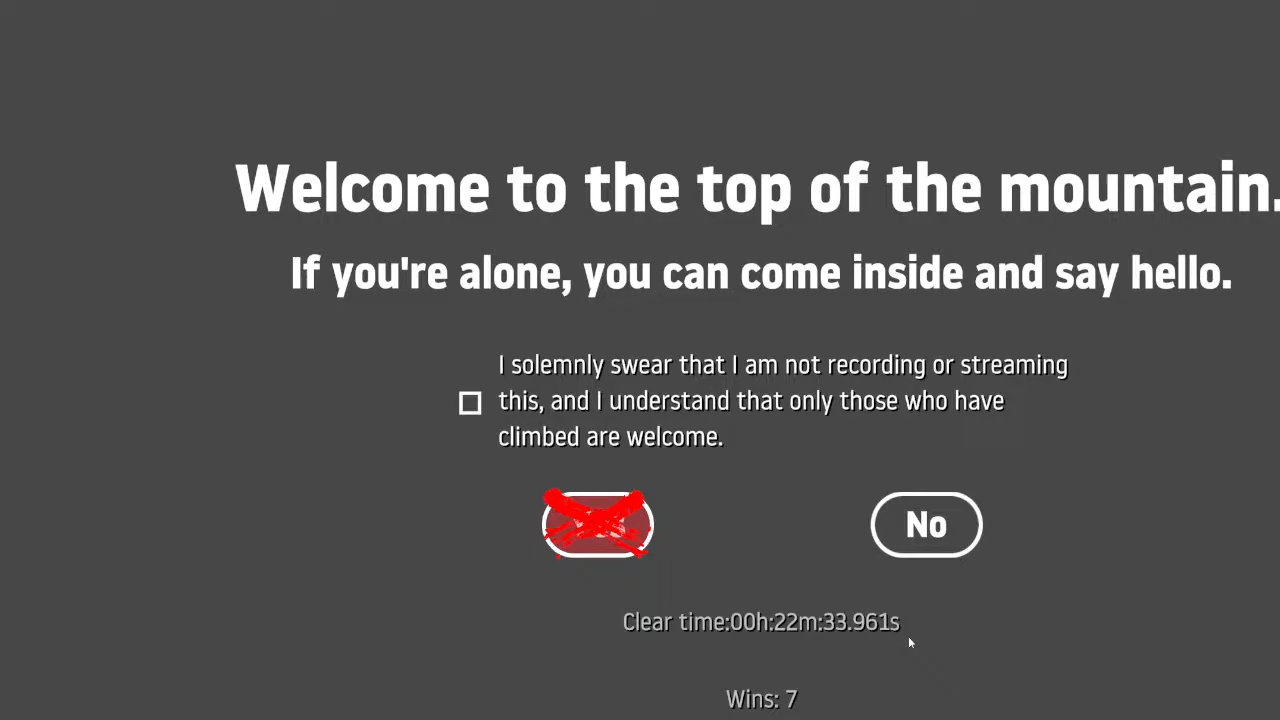 Welcome to the top of the mountain.
If you're alone, you can come inside and say hello.
I solemnly swear that I am not recording or streaming
this, and I understand that only those who have
climbed are welcome.
No
Clear time:00h:22m:33.961s
Wins: 7